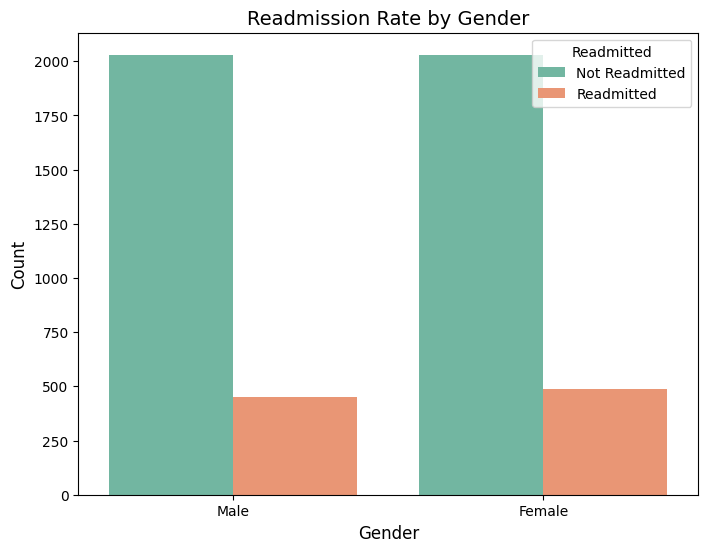 Readmission Rate by Gender
Readmitted
Not Readmitted
Readmitted
2000
1750
1500
1250
1000
750
500
250
0
Count
Male
Female
Gender